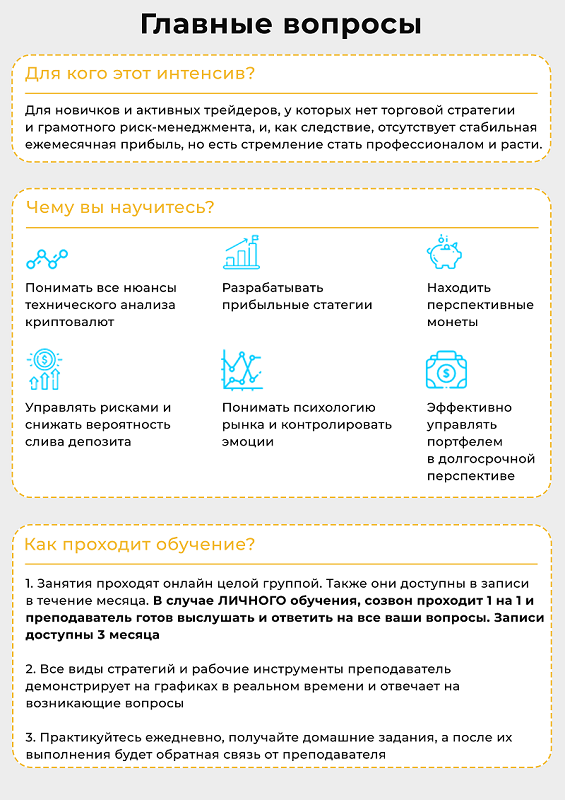 Главные вопросы
Для кого этот интенсив?
Для новичков и активных трейдеров, у которых нет торговой стратегии
и грамотного риск-менеджмента, и, как следствие, отсутствует стабильная
ежемесячная прибыль, но есть стремление стать профессионалом и расти.
Чему вы научитесь?
Понимать все нюансы
технического анализа
криптовалют
Разрабатывать
прибыльные статегии
Находить
перспективные
монеты
Управлять рисками и
снижать вероятность
слива депозита
Понимать психологию
рынка и контролировать
эмоции
Эффективно
управлять
портфелем
в долгосрочной
перспективе
Как проходит обучение?
1. Занятия проходят онлайн целой группой. Также они доступны в записи
в течение месяца. В случае ЛИЧНОГО обучения, созвон проходит 1 на 1 и
преподаватель готов выслушать и ответить на все ваши вопросы. Записи
доступны 3 месяца
2. Все виды стратегий и рабочие инструменты преподаватель
демонстрирует на графиках в реальном времени и отвечает на
возникающие вопросы
3. Практикуйтесь ежедневно, получайте домашние задания, а после их
выполнения будет обратная связь от преподавателя